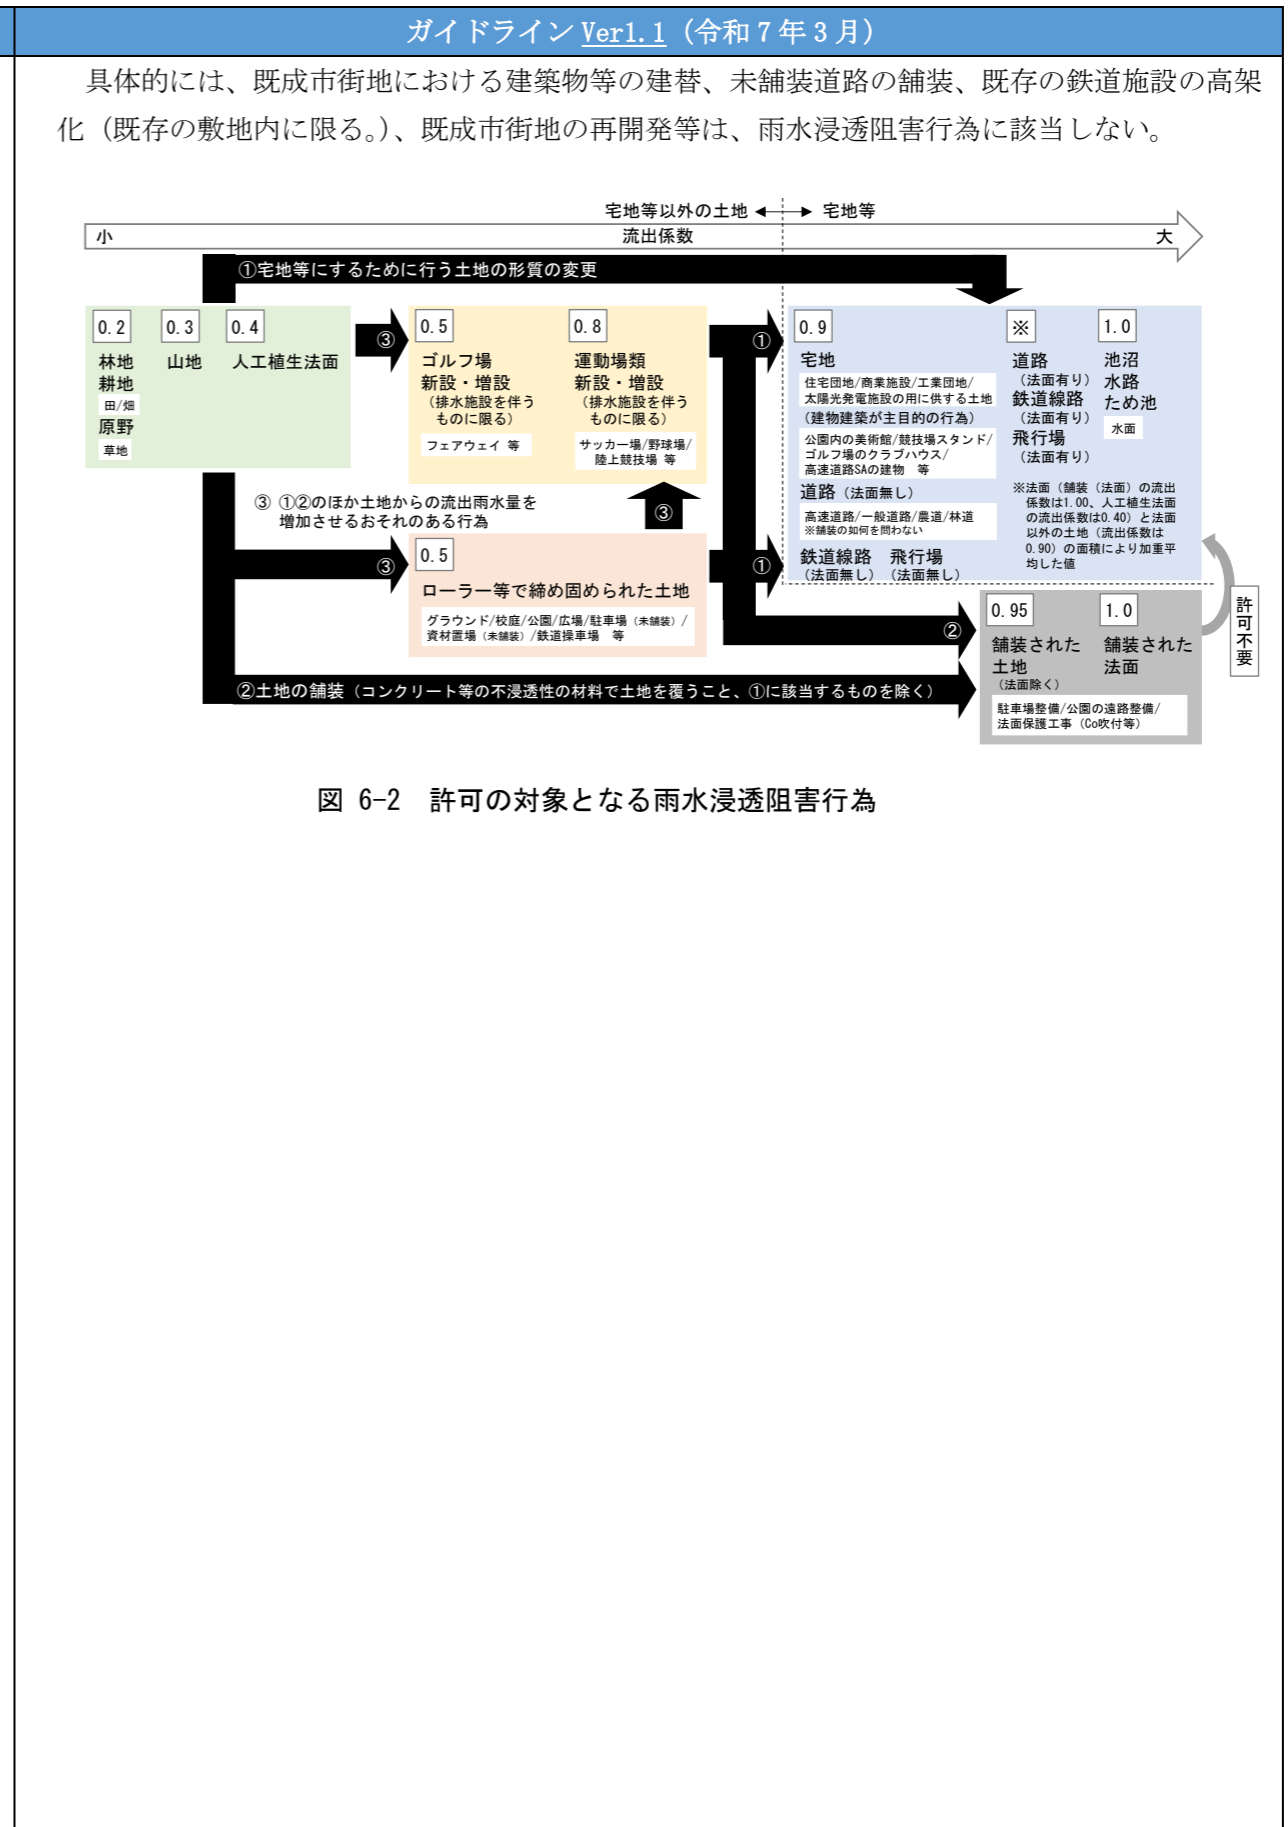 ガイドライン Ver1.1（令和７年３月）
具体的には、既成市街地における建築物等の建替、未舗装道路の舗装、既存の鉄道施設の高架
化（既存の敷地内に限る。）、既成市街地の再開発等は、雨水浸透阻害行為に該当しない。
宅地等以外の土地 宅地等
小 流出係数 大
①宅地等にするために行う土地の形質の変更
0.2 0.3 0.4
林地 山地 人工植生法面
耕地
田/畑
原野
草地
③
0.5
ゴルフ場
新設・増設
（排水施設を伴う
ものに限る）
フェアウェイ 等
0.8
運動場類
新設・増設
（排水施設を伴う
ものに限る）
サッカー場/野球場/
陸上競技場 等
①
0.9
宅地
住宅団地/商業施設/工業団地/
太陽光発電施設の用に供する土地
（建物建築が主目的の行為）
公園内の美術館/競技場スタンド/
ゴルフ場のクラブハウス/
高速道路SAの建物 等
道路（法面無し）
高速道路/一般道路/農道/林道
※舗装の如何を問わない
鉄道線路 飛行場
（法面無し）（法面無し）
※
道路
（法面有り）
鉄道線路
（法面有り）
飛行場
（法面有り）
1.0
池沼
水路
ため池
水面
※法面（舗装（法面）の流出
係数は1.00、人工植生法面
の流出係数は0.40）と法面
以外の土地（流出係数は
0.90）の面積により加重平
均した値
③ ①②のほか土地からの流出雨水量を
増加させるおそれのある行為
③
③
0.5
ローラー等で締め固められた土地
グラウンド/校庭/公園/広場/駐車場（未舗装）/
資材置場（未舗装）/鉄道操車場 等
①
②
0.95
舗装された
土地
（法面除く）
1.0
舗装された
法面
駐車場整備/公園の遠路整備/
法面保護工事（Co吹付等）
許可不要
②土地の舗装（コンクリート等の不浸透性の材料で土地を覆うこと、①に該当するものを除く）
図 6-2 許可の対象となる雨水浸透阻害行為